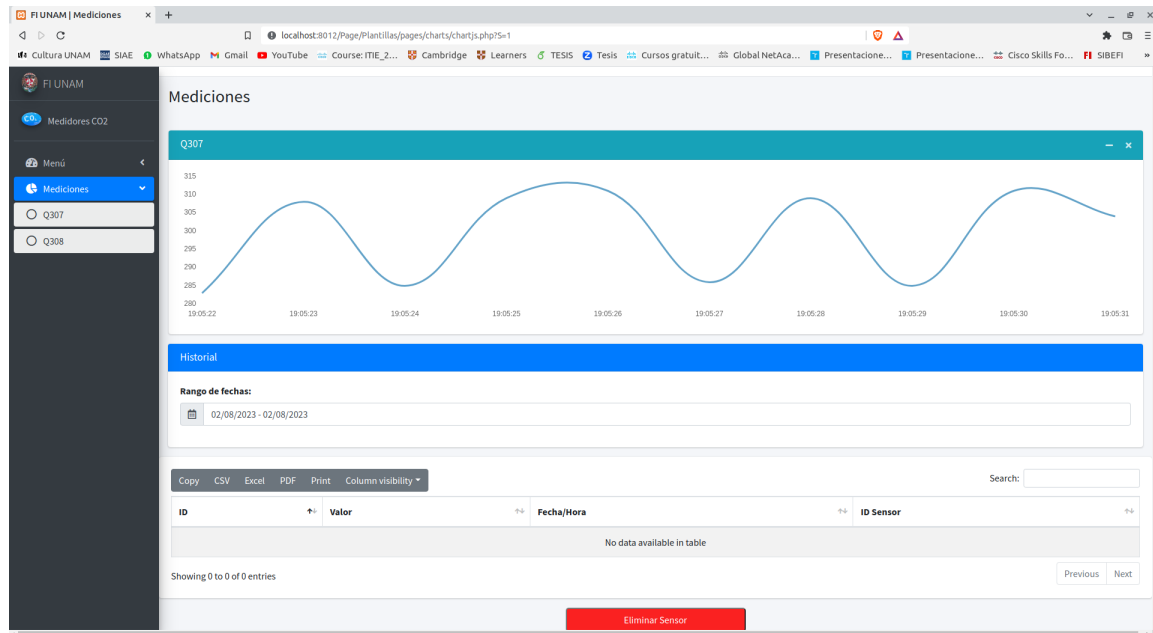 FI UNAM | Mediciones
localhost:8012/Page/Plantillas/pages/charts/chartjs.php?S=1
Cultura UNAM SIAE WhatsApp Gmail YouTube Course: ITIE_2... Cambridge Learners TESIS Tesis Cursos gratuit... Global NetAca... Presentacione... Presentacione... Cisco Skills Fo... FI SIBEFI »
FI UNAM
CO2 Medidores CO2
Menú
Mediciones
Q307
Q308
Mediciones
Q307
315
310
305
300
295
290
285
280
19:05:22 19:05:23 19:05:24 19:05:25 19:05:26 19:05:27 19:05:28 19:05:29 19:05:30 19:05:31
Historial
Rango de fechas:
02/08/2023 - 02/08/2023
Copy CSV Excel PDF Print Column visibility
Search:
ID Valor Fecha/Hora ID Sensor
No data available in table
Showing 0 to 0 of 0 entries
Previous Next
Eliminar Sensor